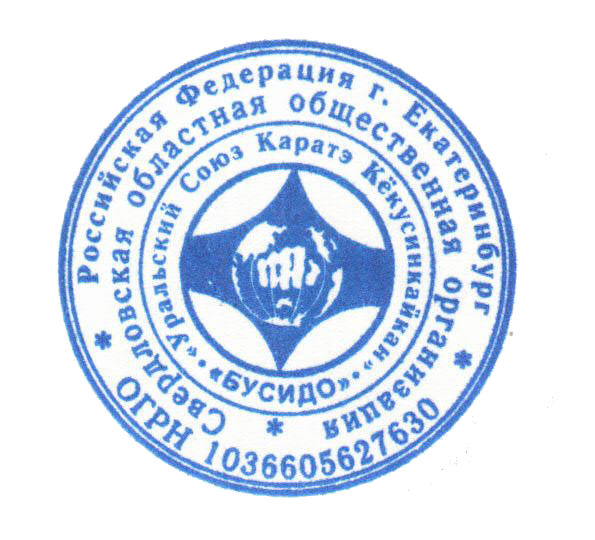 Российская Федерация г. Екатеринбург
* ОГРН 1036605627630 *
Свердловская областная общественная организация *
• «Уральский Союз Каратэ Кёкусинкайкан» •
«БУСИДО»